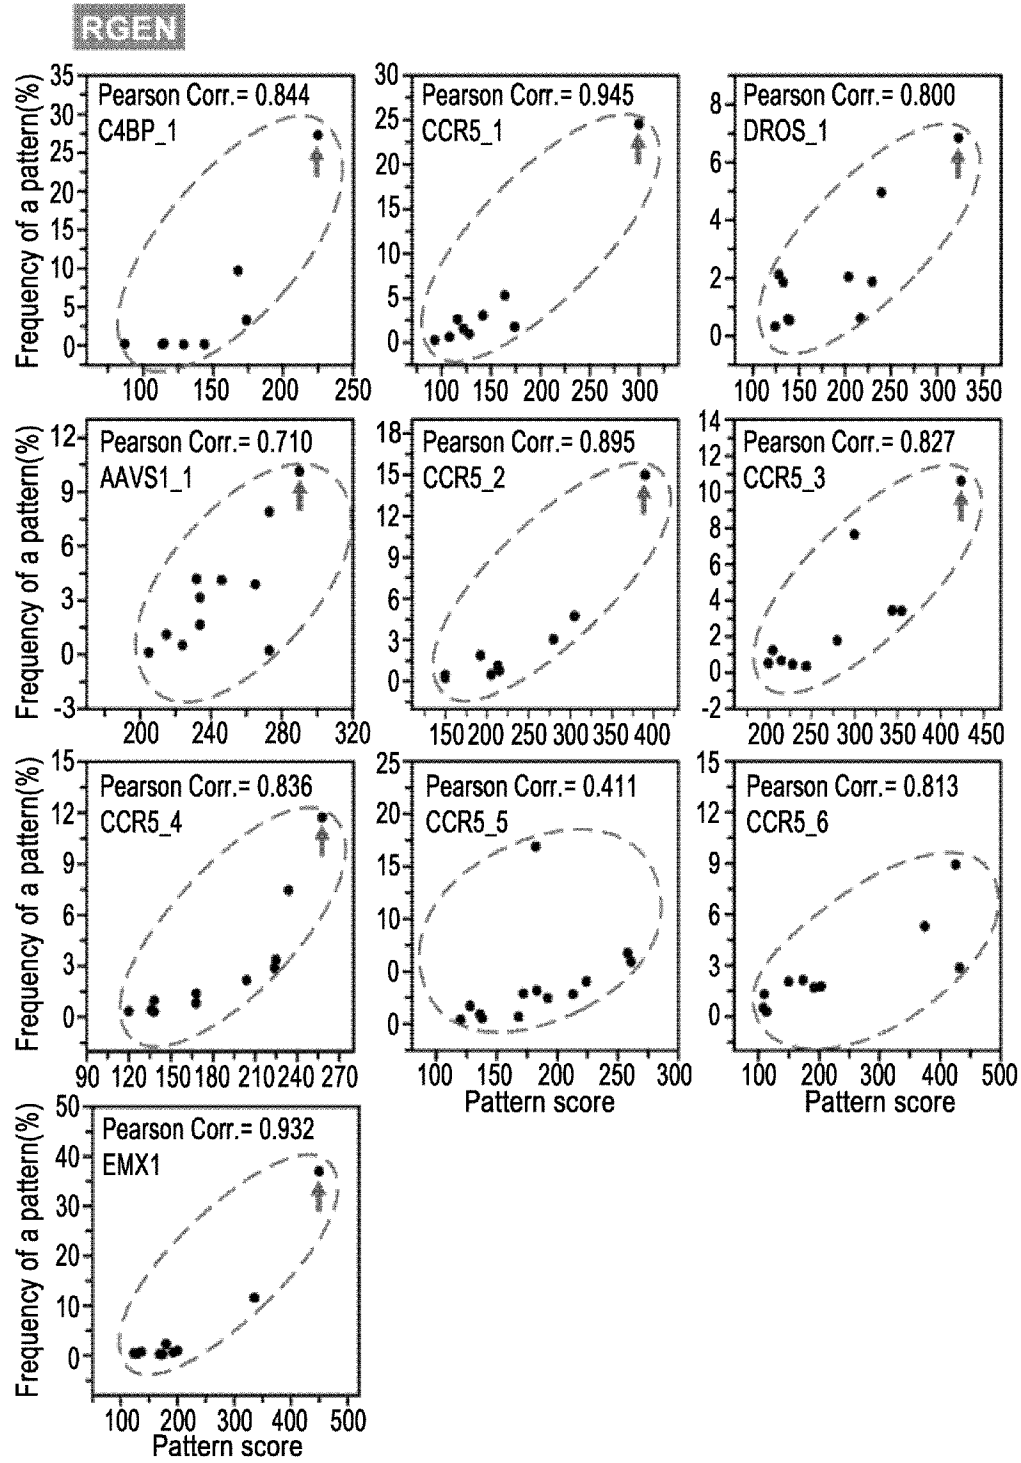 RGEN
Frequency of a pattern(%)
35
30
25
20
15
10
5
0
Pearson Corr.= 0.844
C4BP_1
100 150 200 250
30
25
20
15
10
5
0
Pearson Corr.= 0.945
CCR5_1
100 150 200 250 300
8
6
4
2
0
Pearson Corr.= 0.800
DROS_1
100 150 200 250 300 350
Frequency of a pattern(%)
12
9
6
3
0
-3
Pearson Corr.= 0.710
AAVS1_1
200 240 280 320
18
15
12
9
6
3
0
Pearson Corr.= 0.895
CCR5_2
150 200 250 300 350 400
14
12
10
8
6
4
2
0
-2
Pearson Corr.= 0.827
CCR5_3
200 250 300 350 400 450
Frequency of a pattern(%)
15
12
9
6
3
0
Pearson Corr.= 0.836
CCR5_4
90 120 150 180 210 240 270
25
20
15
10
0
0
Pearson Corr.= 0.411
CCR5_5
100 150 200 250 300
Pattern score
15
12
9
6
3
0
Pearson Corr.= 0.813
CCR5_6
100 200 300 400 500
Pattern score
Frequency of a pattern(%)
50
40
30
20
10
0
Pearson Corr.= 0.932
EMX1
100 200 300 400 500
Pattern score